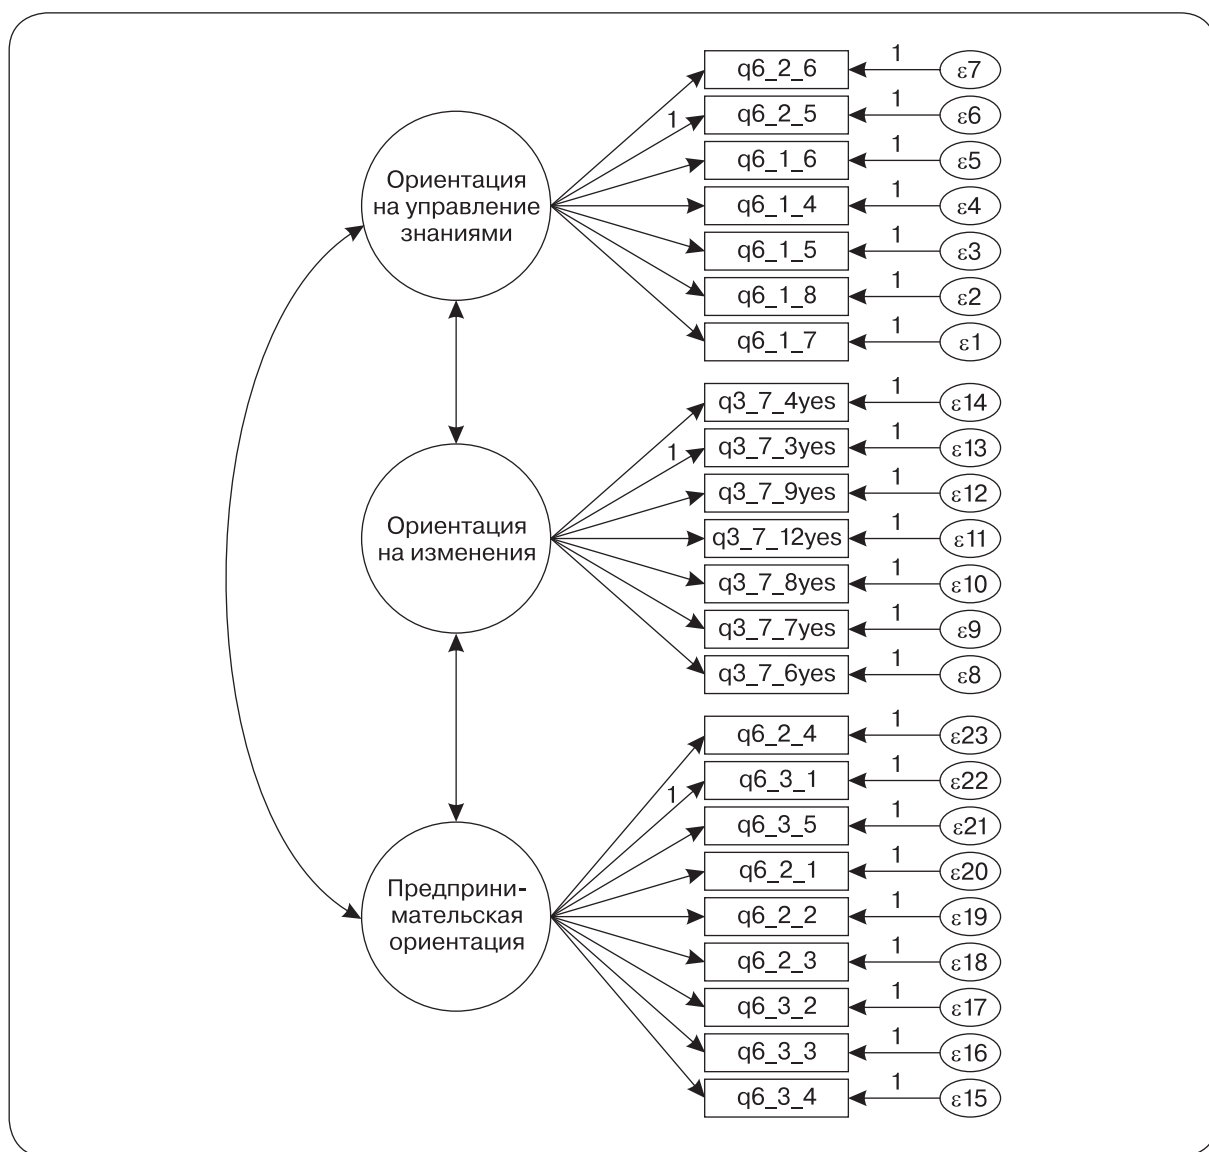 q6_2_6
1
ε7
1
q6_2_5
1
ε6
q6_1_6
1
ε5
Ориентация
на управление
знаниями
q6_1_4
1
ε4
q6_1_5
1
ε3
q6_1_8
1
ε2
q6_1_7
1
ε1
q3_7_4yes
1
ε14
1
q3_7_3yes
1
ε13
q3_7_9yes
1
ε12
Ориентация
на изменения
q3_7_12yes
1
ε11
q3_7_8yes
1
ε10
q3_7_7yes
1
ε9
q3_7_6yes
1
ε8
q6_2_4
1
ε23
1
q6_3_1
1
ε22
q6_3_5
1
ε21
q6_2_1
1
ε20
Предприни-
мательская
ориентация
q6_2_2
1
ε19
q6_2_3
1
ε18
q6_3_2
1
ε17
q6_3_3
1
ε16
q6_3_4
1
ε15